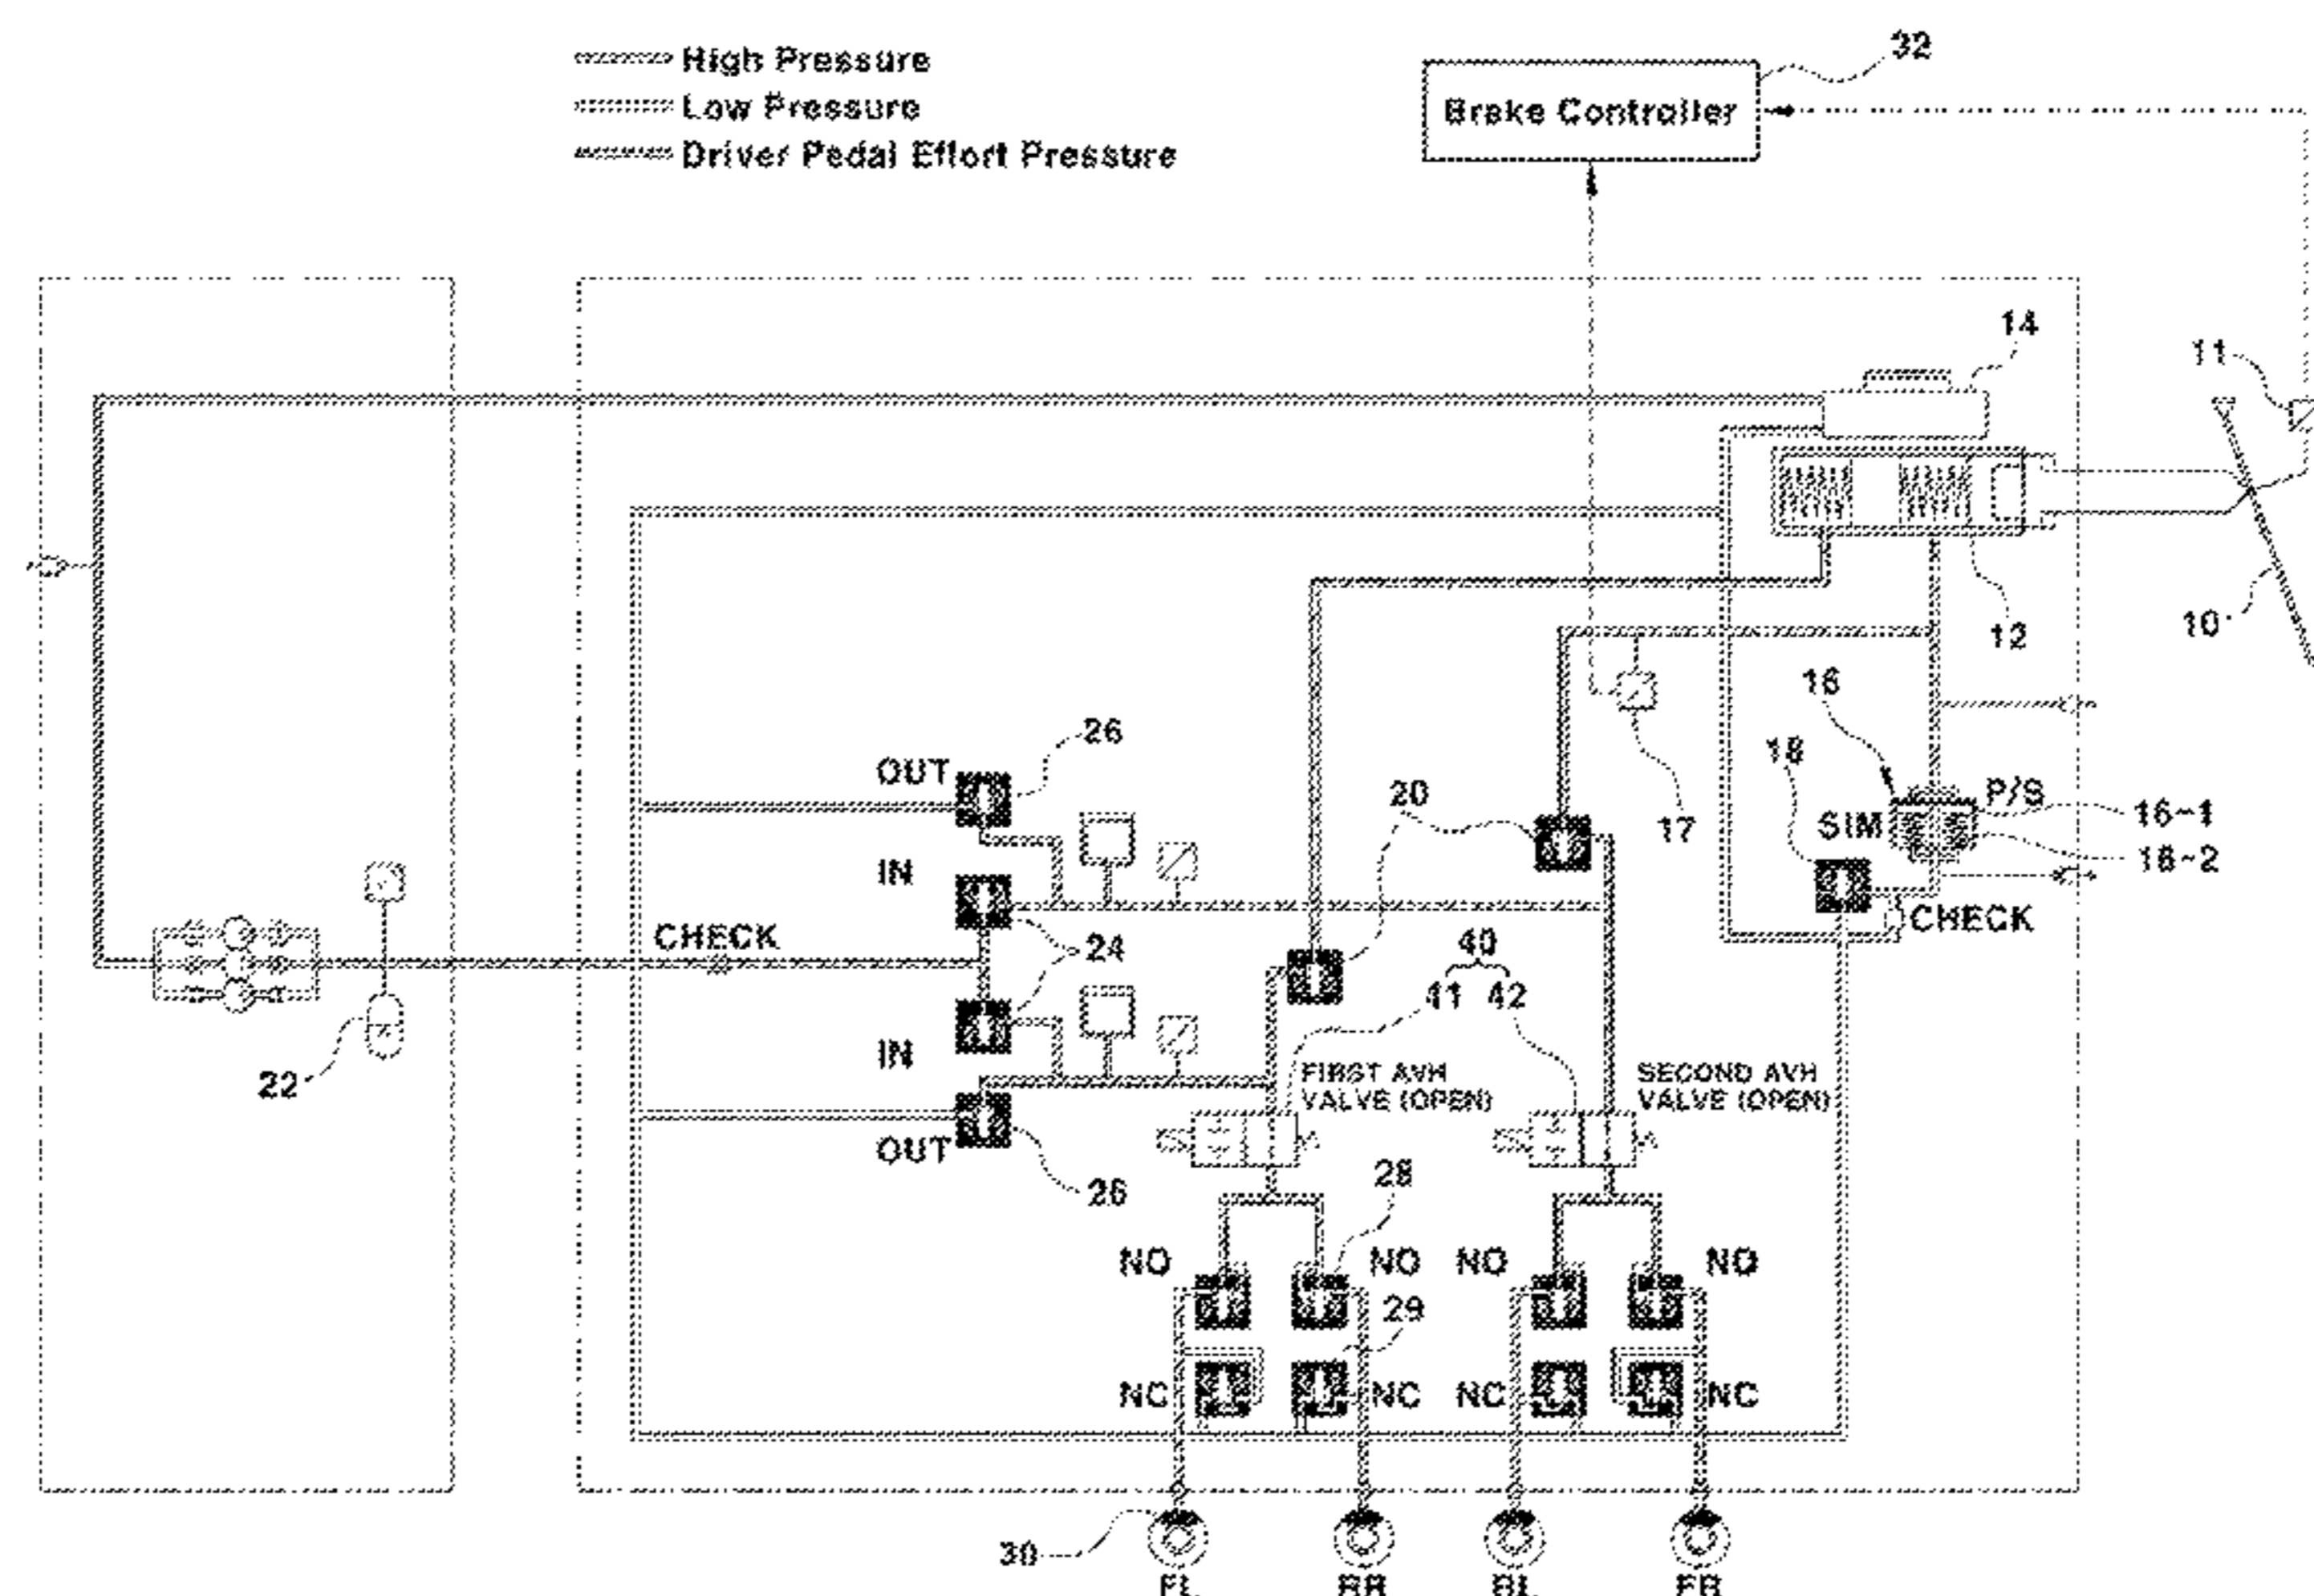 High Pressure
Low Pressure
Driver Pedal Effort Pressure
32
Brake Controller
14
11
10
12
16
18
P/S
SIM
16-1
16-2
CHECK
17
20
26
OUT
IN
24
CHECK
IN
OUT
26
22
40
41 42
FIRST AVH
VALVE (OPEN)
SECOND AVH
VALVE (OPEN)
28
NO NO NO NO
29
NC NC NC NC
30
FL RR RL FR